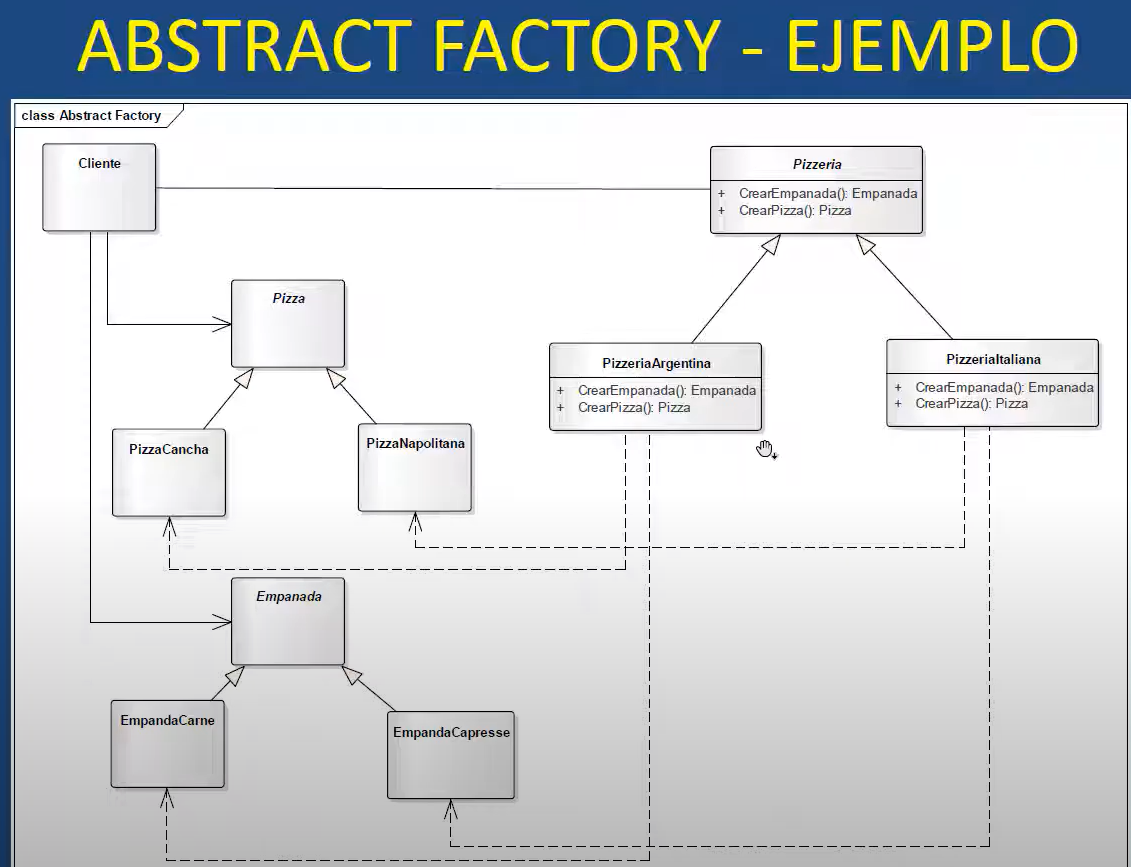 ABSTRACT FACTORY - EJEMPLO
class Abstract Factory
Cliente
Pizzeria
+ CrearEmpanada(): Empanada
+ CrearPizza(): Pizza
Pizza
PizzeriaArgentina
+ CrearEmpanada(): Empanada
+ CrearPizza(): Pizza
PizzeriaItaliana
+ CrearEmpanada(): Empanada
+ CrearPizza(): Pizza
PizzaCancha
PizzaNapolitana
Empanada
EmpandaCarne
EmpandaCapresse